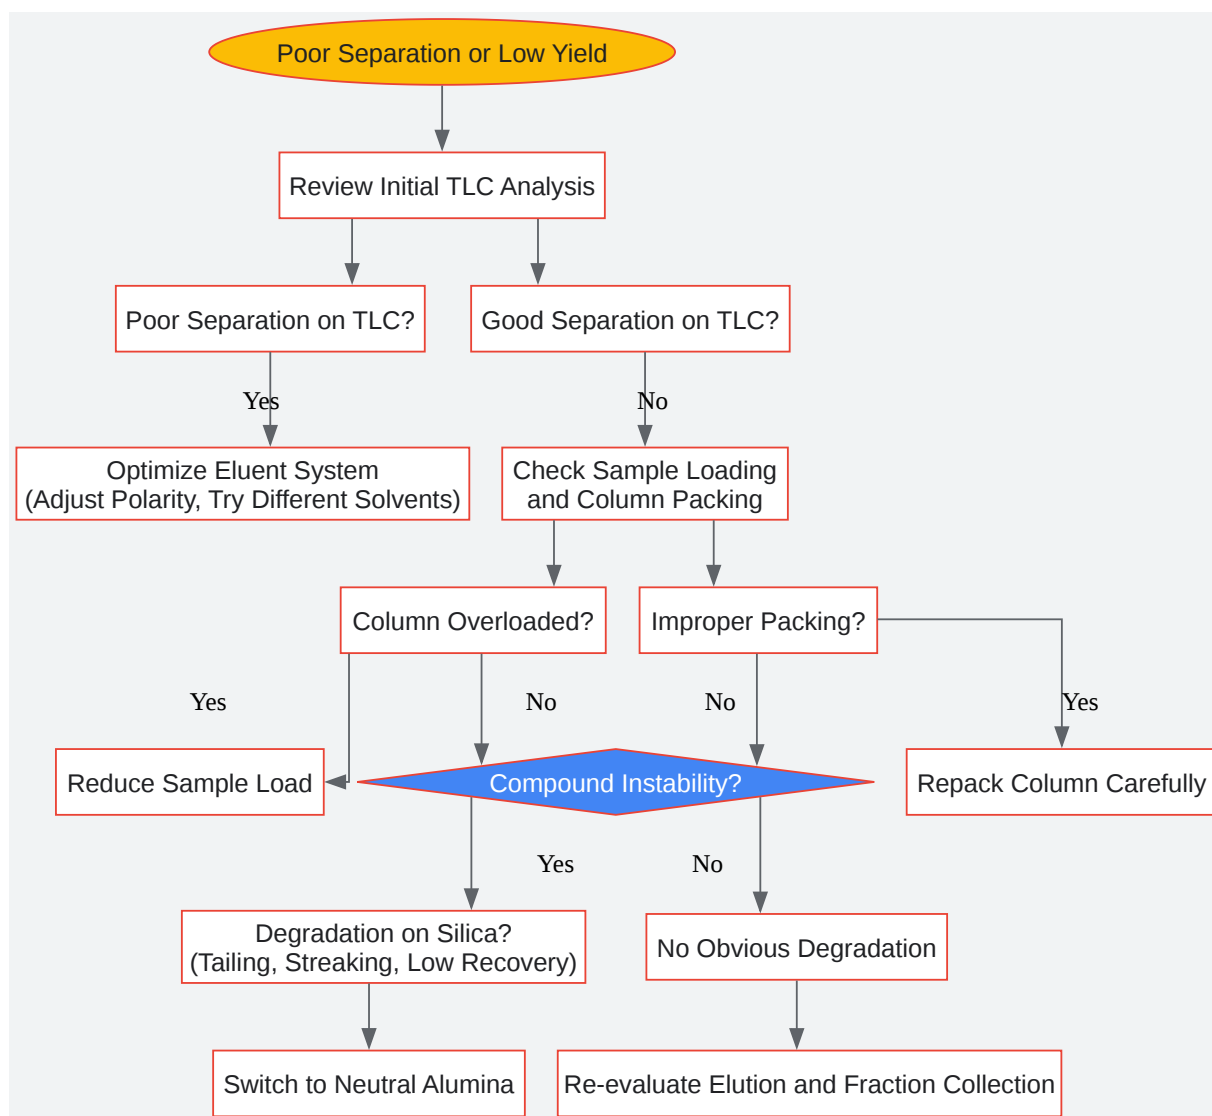 Poor Separation or Low Yield
Review Initial TLC Analysis
Poor Separation on TLC?
Good Separation on TLC?
Yes
No
Optimize Eluent System
(Adjust Polarity, Try Different Solvents)
Check Sample Loading
and Column Packing
Column Overloaded?
Improper Packing?
Yes
No
No
Yes
Reduce Sample Load
Compound Instability?
Repack Column Carefully
Yes
No
Degradation on Silica?
(Tailing, Streaking, Low Recovery)
No Obvious Degradation
Switch to Neutral Alumina
Re-evaluate Elution and Fraction Collection